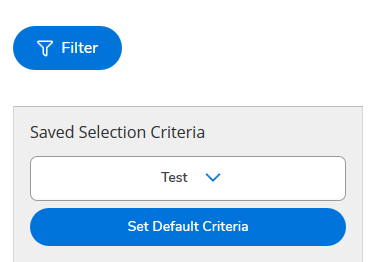 Filter
Saved Selection Criteria
Test
Set Default Criteria